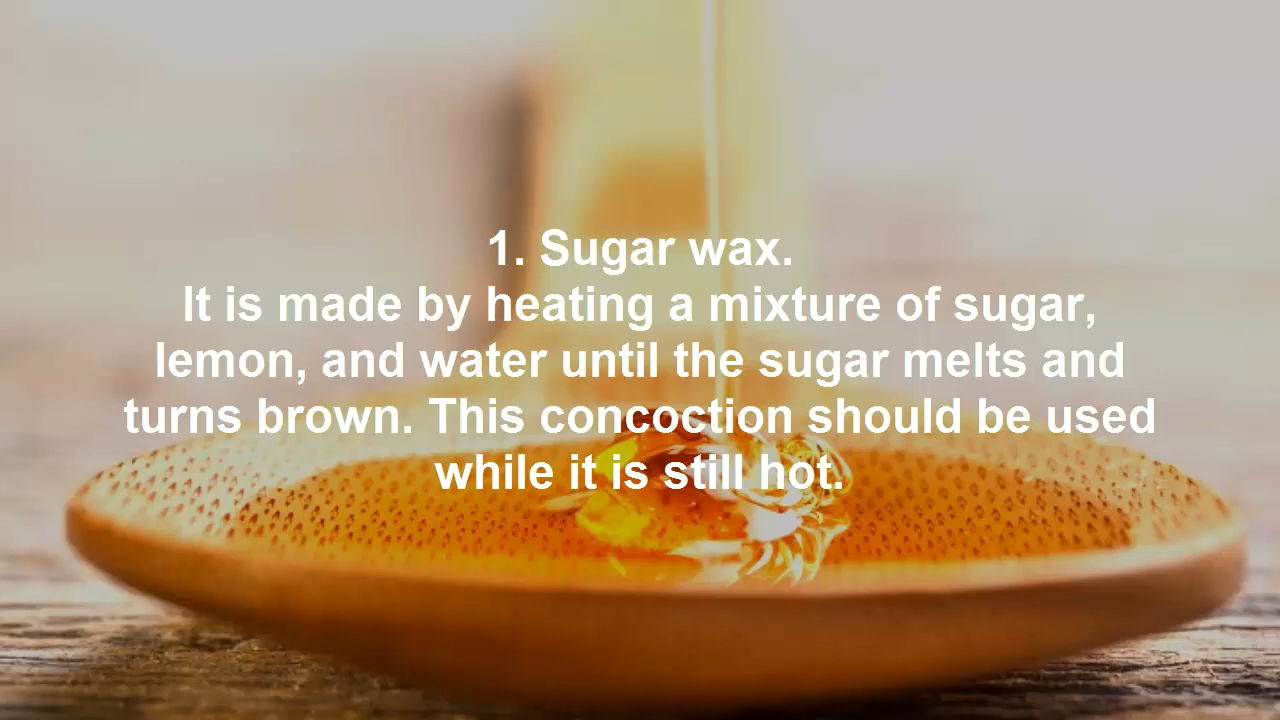 1. Sugar wax.
It is made by heating a mixture of sugar,
lemon, and water until the sugar melts and
turns brown. This concoction should be used
while it is still hot.